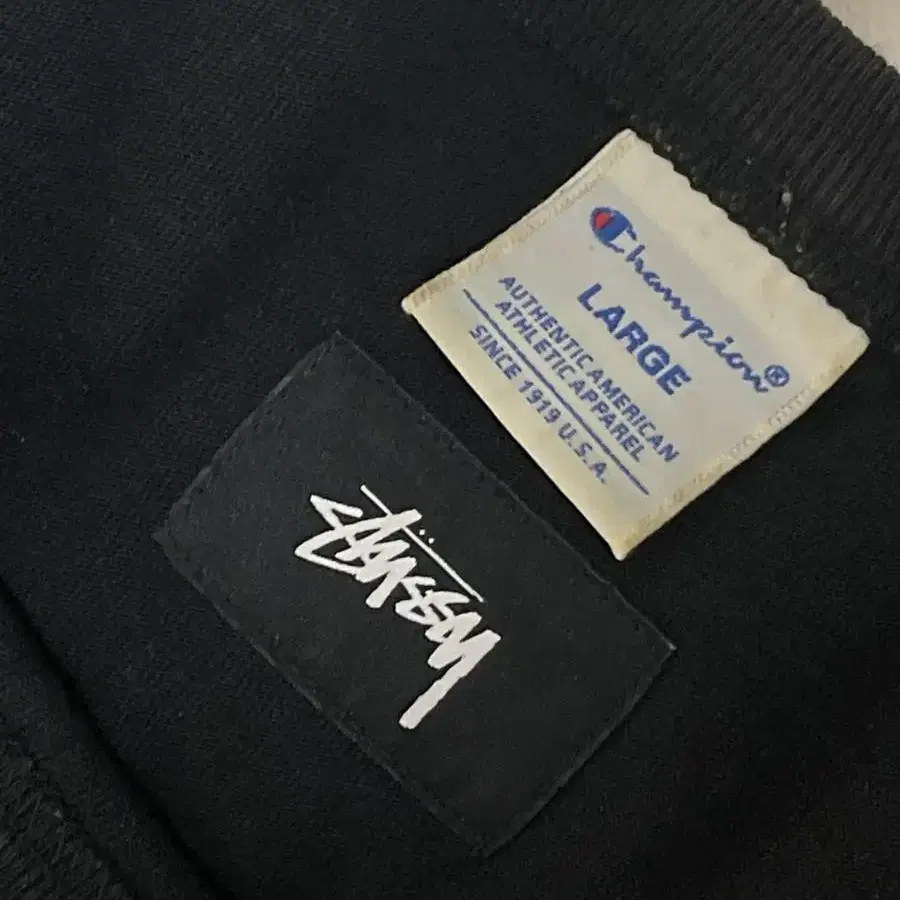 Champion®
LARGE
AUTHENTIC AMERICAN
ATHLETIC APPAREL
SINCE 1919 U.S.A.
Stüssy